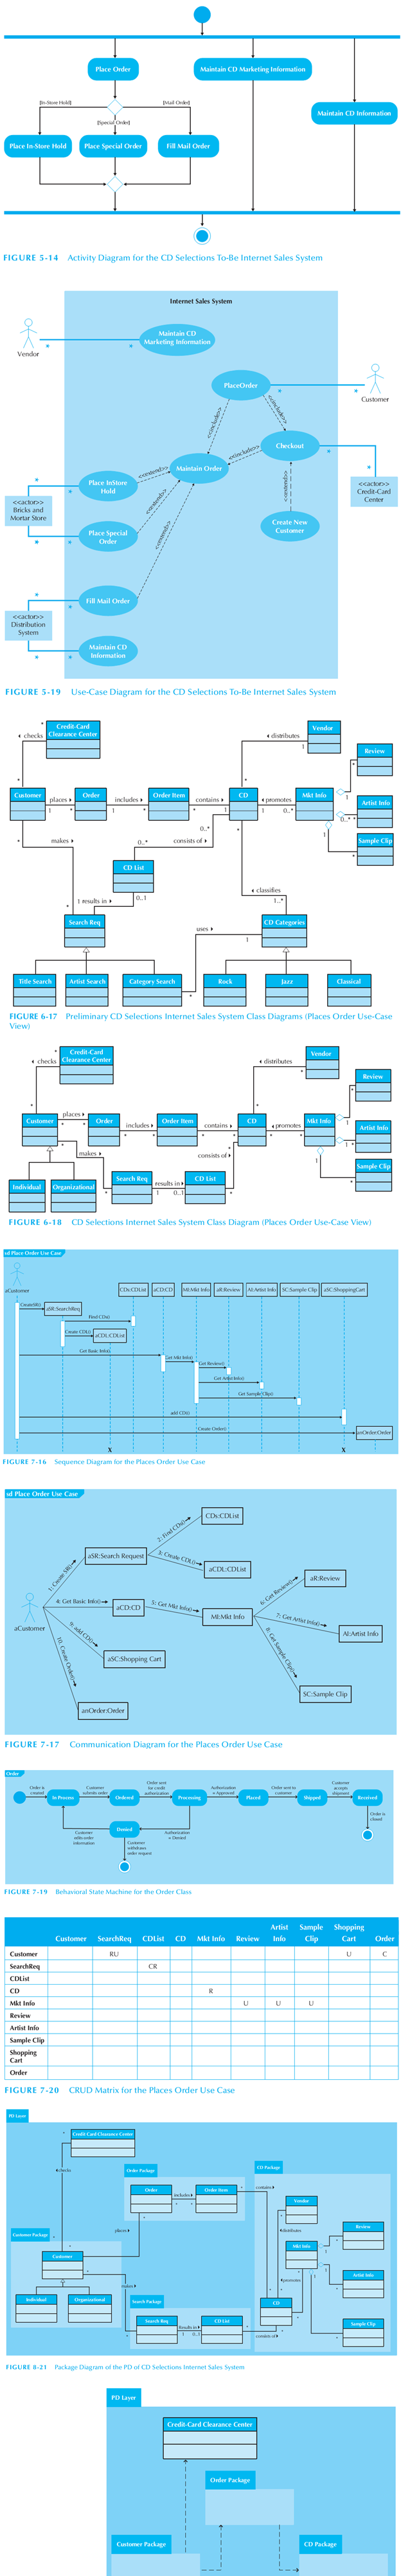 Place Order
Maintain CD Marketing Information
[In-Store Hold]
[Mail Order]
Maintain CD Information
[Special Order]
Place In-Store Hold
Place Special Order
Fill Mail Order
FIGURE 5-14 Activity Diagram for the CD Selections To-Be Internet Sales System
Internet Sales System
Maintain CD
Marketing Information
Vendor
*
*
PlaceOrder
*
*
Customer
<<include>>
<<include>>
Checkout
*
<<include>>
Maintain Order
*
<<extend>>
Place InStore
Hold
*
*
<<actor>>
Bricks and
Mortar Store
<<actor>>
Credit-Card
Center
<<extend>>
<<extend>>
<<extend>>
Create New
Customer
Place Special
Order
*
*
Fill Mail Order
*
*
<<actor>>
Distribution
System
Maintain CD
Information
*
*
FIGURE 5-19 Use-Case Diagram for the CD Selections To-Be Internet Sales System
Credit-Card
Clearance Center
checks
Vendor
distributes
1
Review
Customer
places
Order
includes
Order Item
contains
CD
promotes
Mkt Info
Artist Info
Sample Clip
makes
0..*
consists of
0..*
CD List
0..1
1 results in
classifies
1..*
Search Req
uses
1
CD Categories
Title Search
Artist Search
Category Search
Rock
Jazz
Classical
FIGURE 6-17 Preliminary CD Selections Internet Sales System Class Diagrams (Places Order Use-Case
View)
Credit-Card
Clearance Center
checks
Vendor
distributes
Review
places
Customer
Order
includes
Order Item
contains
CD
promotes
Mkt Info
Artist Info
makes
consists of
Sample Clip
Individual
Organizational
Search Req
results in
1 0..1
CD List
FIGURE 6-18 CD Selections Internet Sales System Class Diagram (Places Order Use-Case View)
sd Place Order Use Case
aCustomer
CDs:CDList
aCD:CD
MI:Mkt Info
aR:Review
AI:Artist Info
SC:Sample Clip
aSC:ShoppingCart
CreateSR()
aSR:SearchReq
Find CDs()
Create CDL()
aCDL:CDList
Get Basic Info()
Get Mkt Info()
Get Review()
Get ArtistInfo()
Get SampleClip()
add CD()
Create Order()
anOrder:Order
X
X
FIGURE 7-16 Sequence Diagram for the Places Order Use Case
sd Place Order Use Case
CDs:CDList
2: Find CDs()
1: Create SR()
aSR:Search Request
3: Create CDL()
aCDL:CDList
aR:Review
6: Get Review()
4: Get Basic Info()
aCD:CD
5: Get Mkt Info()
MI:Mkt Info
7: Get Artist Info()
AI:Artist Info
aCustomer
9: add CD()
aSC:Shopping Cart
8: Get Sample Clip()
10: Create Order()
SC:Sample Clip
anOrder:Order
FIGURE 7-17 Communication Diagram for the Places Order Use Case
Order
Order is
created
In Process
Customer
submits order
Ordered
Order sent
for credit
authorization
Processing
Authorization
= Approved
Placed
Order sent to
customer
Shipped
Customer
accepts
shipment
Received
Denied
Order is
closed
Customer
edits order
information
Authorization
= Denied
Customer
withdraws
order request
FIGURE 7-19 Behavioral State Machine for the Order Class
Customer SearchReq CDList CD Mkt Info Review Artist Info Sample Clip Shopping Cart Order
Customer RU U C
SearchReq CR
CDList
CD R
Mkt Info U U U
Review
Artist Info
Sample Clip
Shopping
Cart
Order
FIGURE 7-20 CRUD Matrix for the Places Order Use Case
PD Layer
Credit-Card Clearance Center
checks
Order Package
Order
includes
Order Item
contains
CD Package
Vendor
distributes
Customer Package
places
Review
Mkt Info
Customer
promotes
Artist Info
makes
Individual
Organizational
Search Package
Search Req
Results in
CD List
CD
consists of
Sample Clip
FIGURE 8-21 Package Diagram of the PD of CD Selections Internet Sales System
PD Layer
Credit-Card Clearance Center
Order Package
Customer Package
CD Package